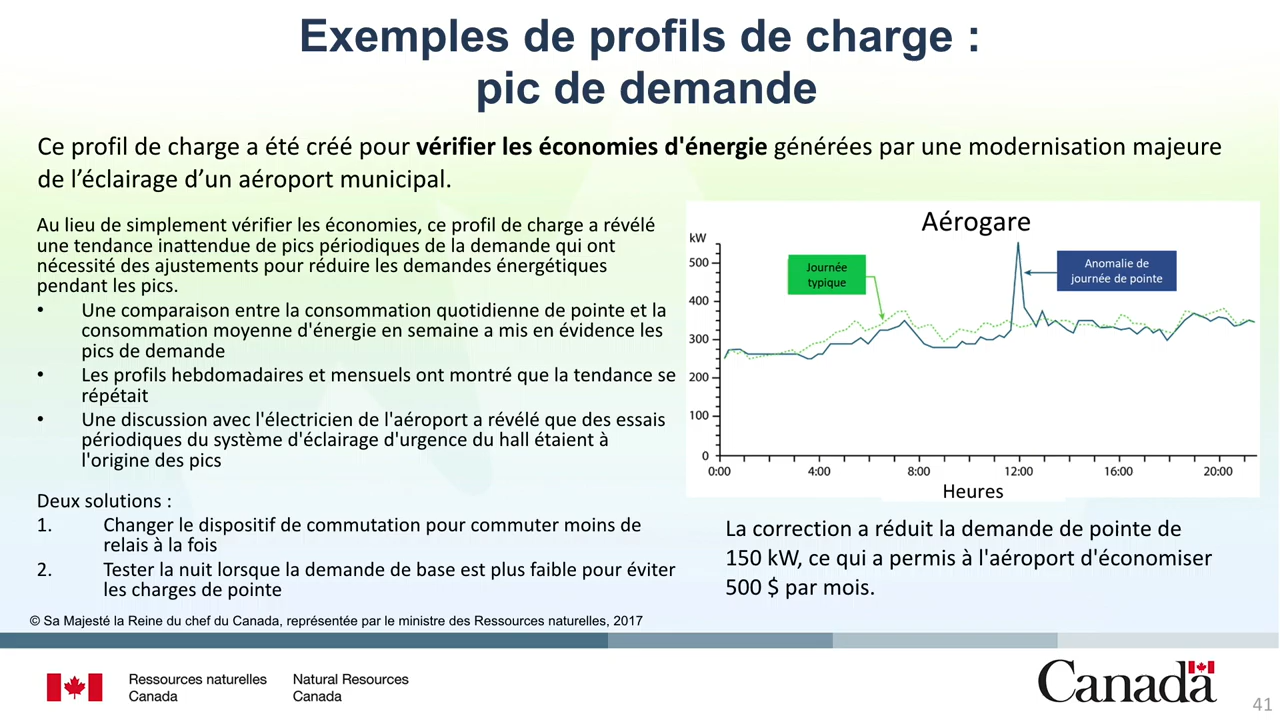 Exemples de profils de charge :
pic de demande
Ce profil de charge a été créé pour vérifier les économies d'énergie générées par une modernisation majeure
de l’éclairage d’un aéroport municipal.
Au lieu de simplement vérifier les économies, ce profil de charge a révélé
une tendance inattendue de pics périodiques de la demande qui ont
nécessité des ajustements pour réduire les demandes énergétiques
pendant les pics.
• Une comparaison entre la consommation quotidienne de pointe et la
consommation moyenne d'énergie en semaine a mis en évidence les
pics de demande
• Les profils hebdomadaires et mensuels ont montré que la tendance se
répétait
• Une discussion avec l'électricien de l'aéroport a révélé que des essais
périodiques du système d'éclairage d'urgence du hall étaient à
l'origine des pics
Deux solutions :
1. Changer le dispositif de commutation pour commuter moins de
relais à la fois
2. Tester la nuit lorsque la demande de base est plus faible pour éviter
les charges de pointe
Aérogare
kW
500
400
300
200
100
0
Journée
typique
Anomalie de
journée de pointe
0:00 4:00 8:00 12:00 16:00 20:00
Heures
La correction a réduit la demande de pointe de
150 kW, ce qui a permis à l'aéroport d'économiser
500 $ par mois.
© Sa Majesté la Reine du chef du Canada, représentée par le ministre des Ressources naturelles, 2017
Ressources naturelles
Canada
Natural Resources
Canada
Canada
41